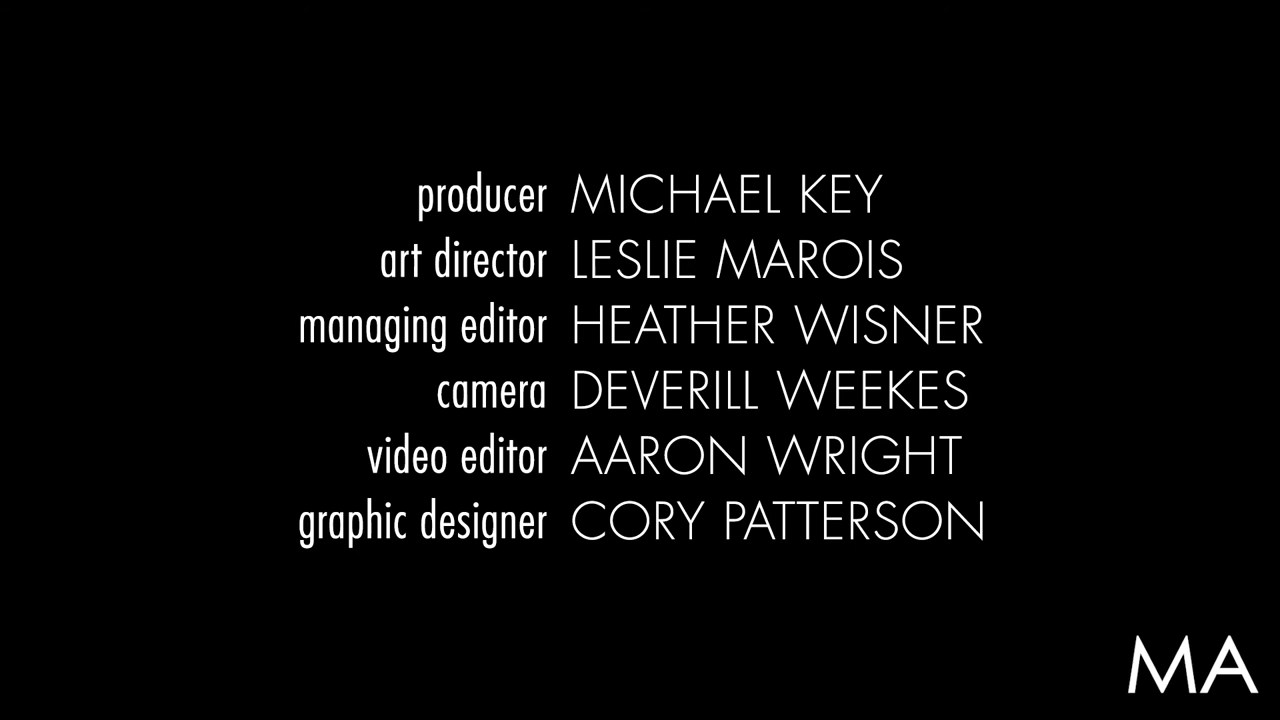 producer MICHAEL KEY
art director LESLIE MAROIS
managing editor HEATHER WISNER
camera DEVERILL WEEKES
video editor AARON WRIGHT
graphic designer CORY PATTERSON
MA